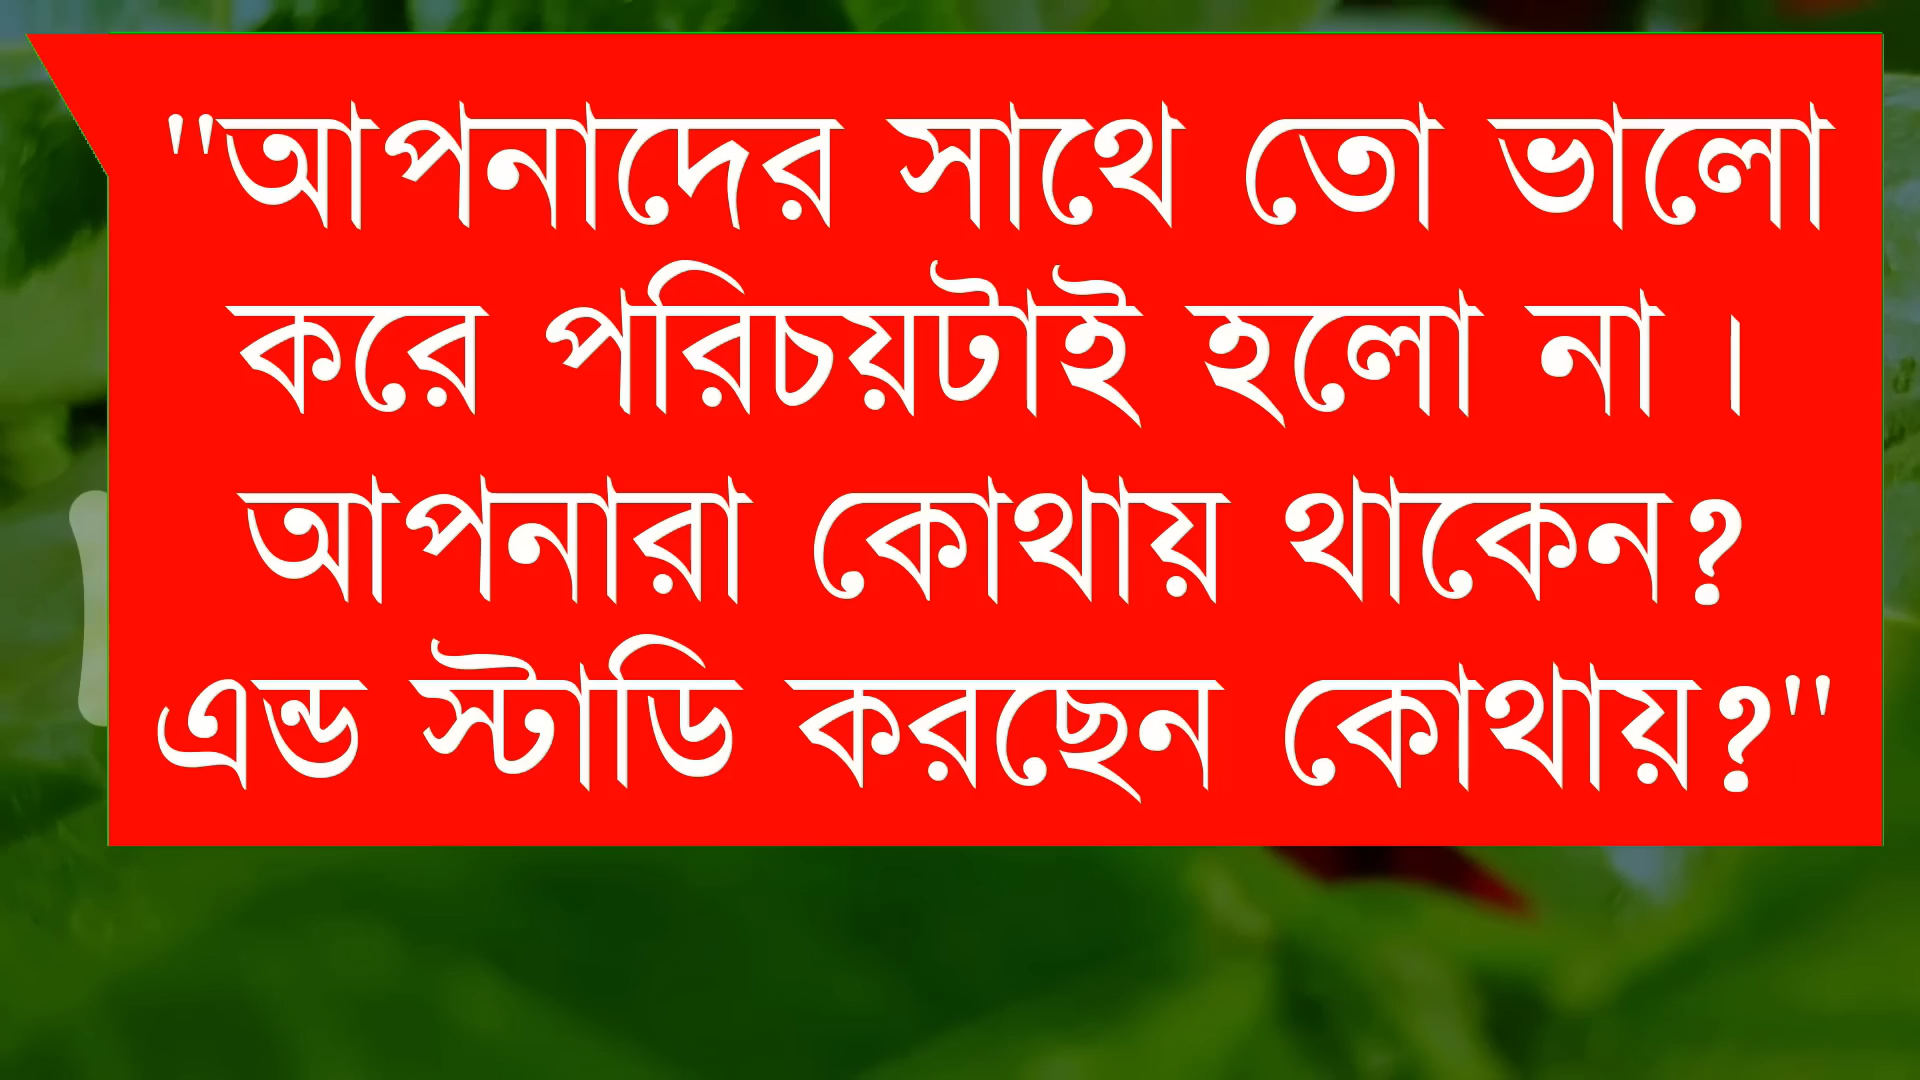 "আপনাদের সাথে তো ভালো
করে পরিচয়টাই হলো না ।
আপনারা কোথায় থাকেন?
এন্ড স্টাডি করছেন কোথায়?"